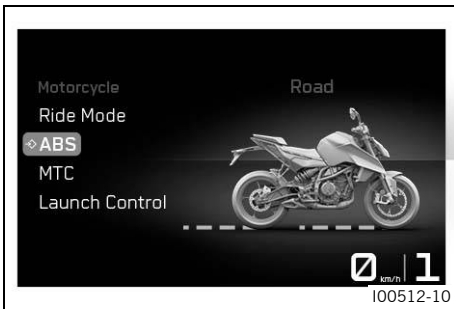 Motorcycle
Road
Ride Mode
ABS
MTC
Launch Control
0 km/h 1
I00512-10